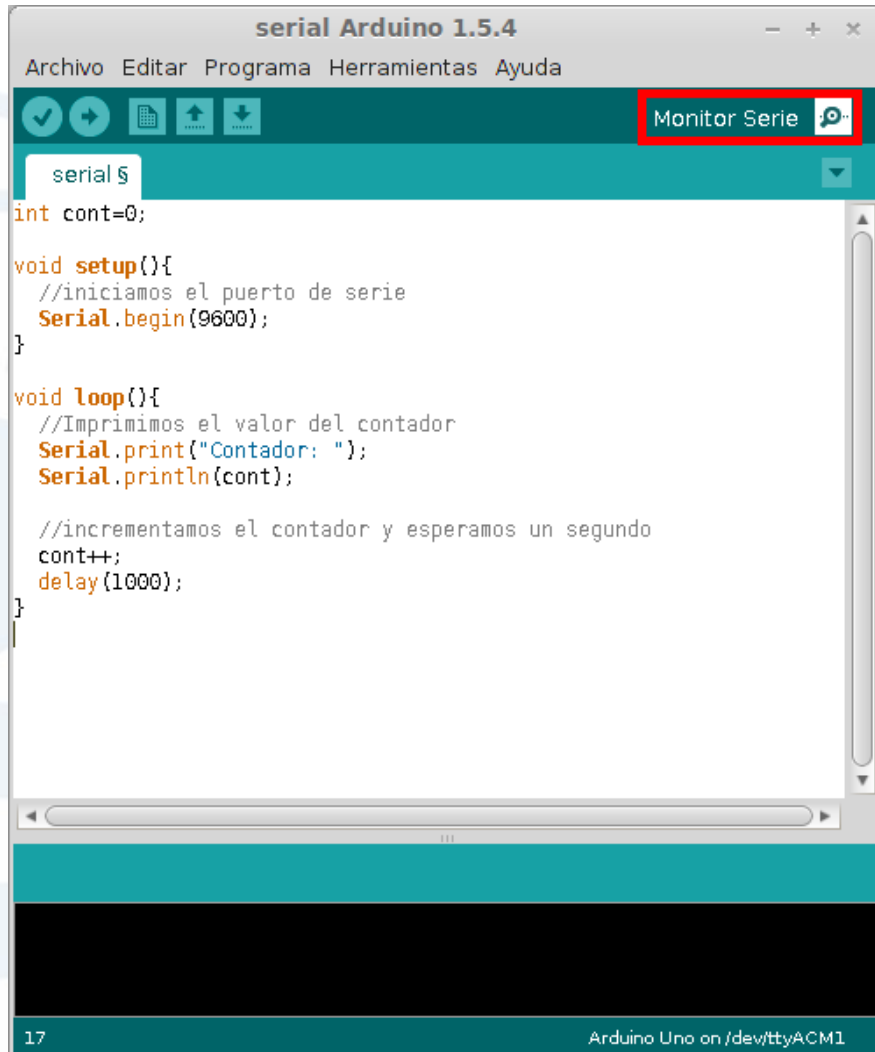 serial Arduino 1.5.4
Archivo Editar Programa Herramientas Ayuda
Monitor Serie
serial §
int cont=0;
void setup(){
//iniciamos el puerto de serie
Serial.begin(9600);
}
void loop(){
//Imprimimos el valor del contador
Serial.print("Contador: ");
Serial.println(cont);
//incrementamos el contador y esperamos un segundo
cont++;
delay(1000);
}
17
Arduino Uno on /dev/ttyACM1